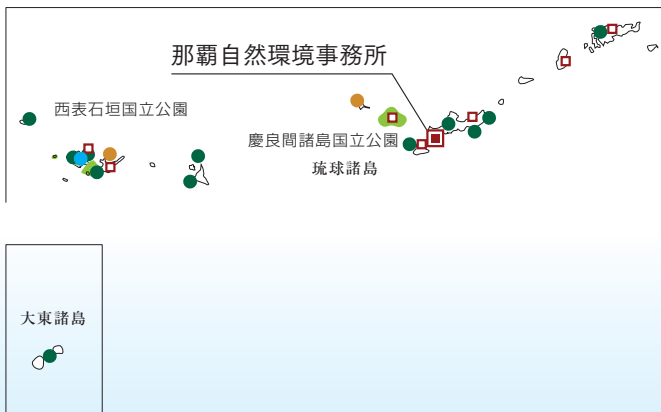 那覇自然環境事務所
西表石垣国立公園
慶良間諸島国立公園
琉球諸島
大東諸島